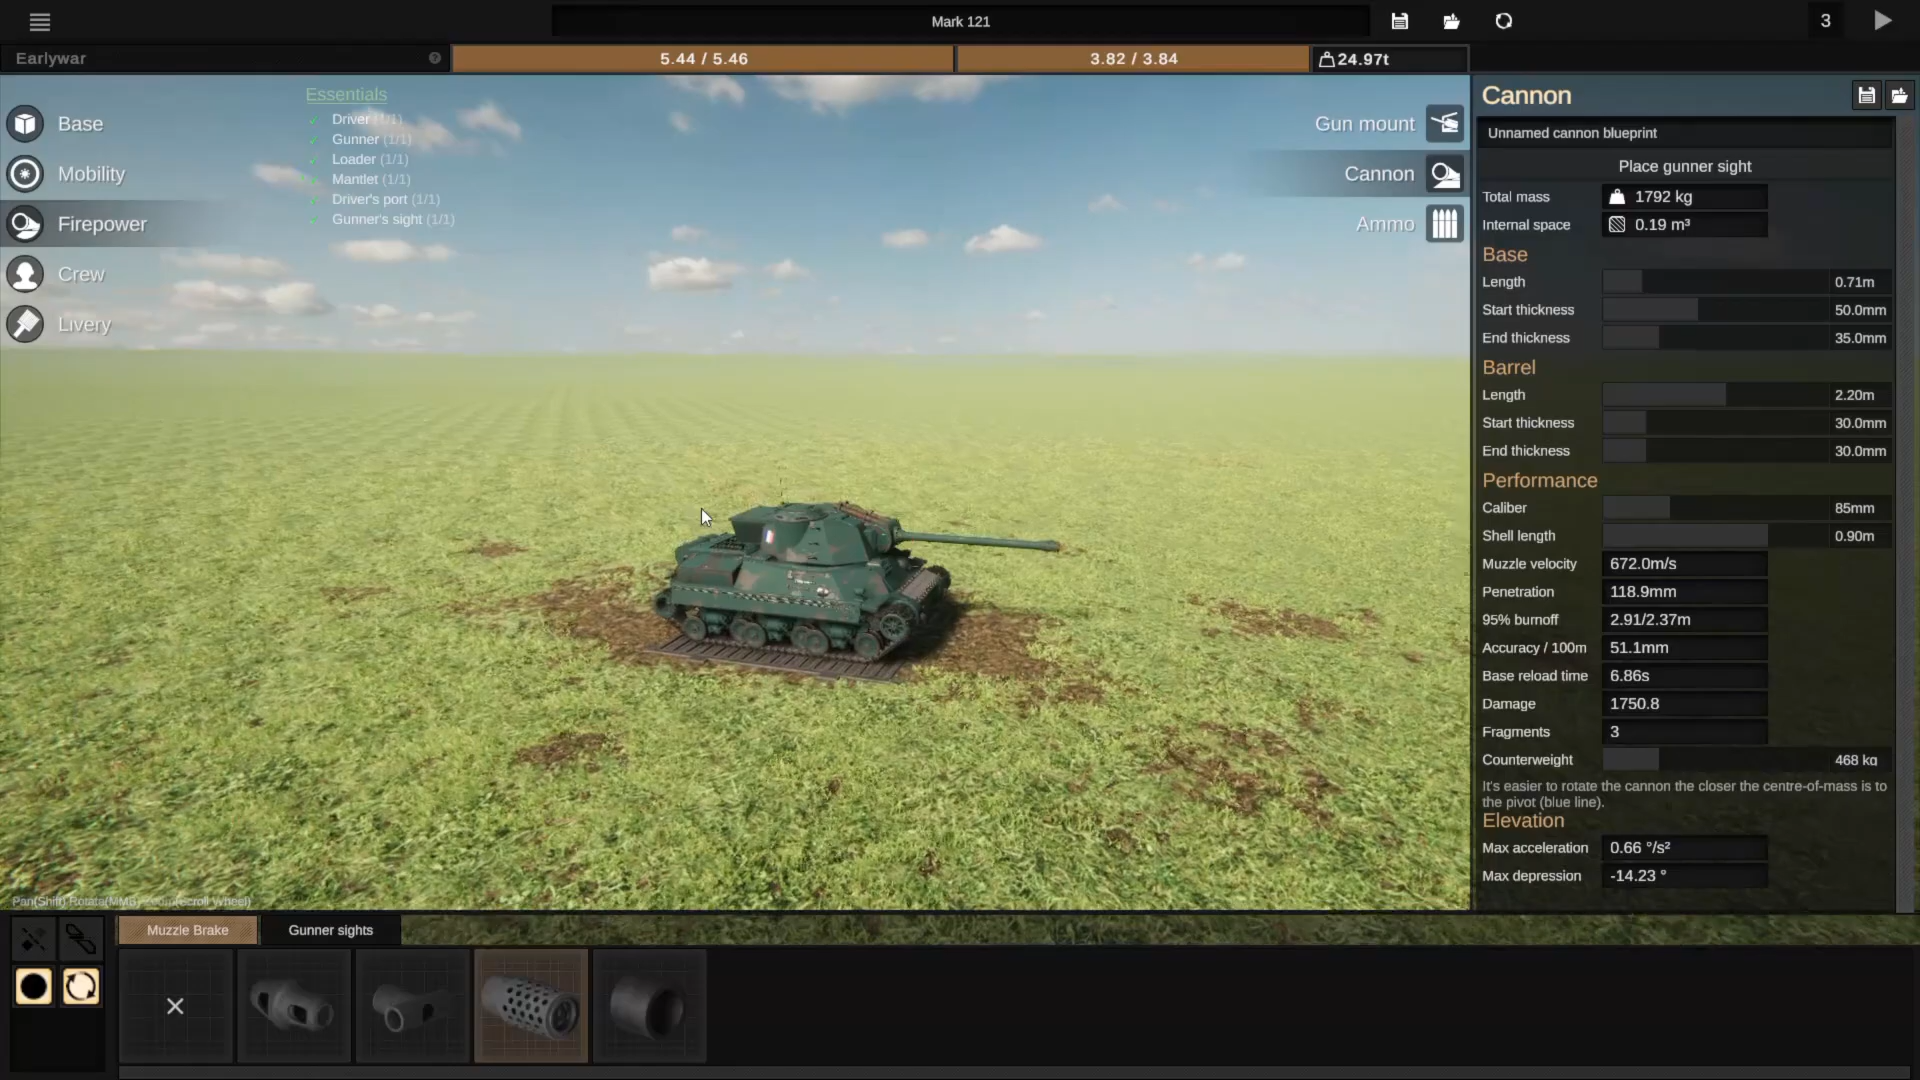 Mark 121
3
Earlywar
5.44 / 5.46
3.82 / 3.84
24.97t
Base
Mobility
Firepower
Crew
Livery
Essentials
Driver (1/1)
Gunner (1/1)
Loader (1/1)
Mantlet (1/1)
Driver's port (1/1)
Gunner's sight (1/1)
Gun mount
Cannon
Ammo
Cannon
Unnamed cannon blueprint
Place gunner sight
Total mass 1792 kg
Internal space 0.19 m³
Base
Length 0.71m
Start thickness 50.0mm
End thickness 35.0mm
Barrel
Length 2.20m
Start thickness 30.0mm
End thickness 30.0mm
Performance
Caliber 85mm
Shell length 0.90m
Muzzle velocity 672.0m/s
Penetration 118.9mm
95% burnoff 2.91/2.37m
Accuracy / 100m 51.1mm
Base reload time 6.86s
Damage 1750.8
Fragments 3
Counterweight 468 kg
It's easier to rotate the cannon the closer the centre-of-mass is to
the pivot (blue line).
Elevation
Max acceleration 0.66 °/s²
Max depression -14.23 °
Pan(Shift) Rotate(MMB) Zoom(Scroll Wheel)
Muzzle Brake
Gunner sights